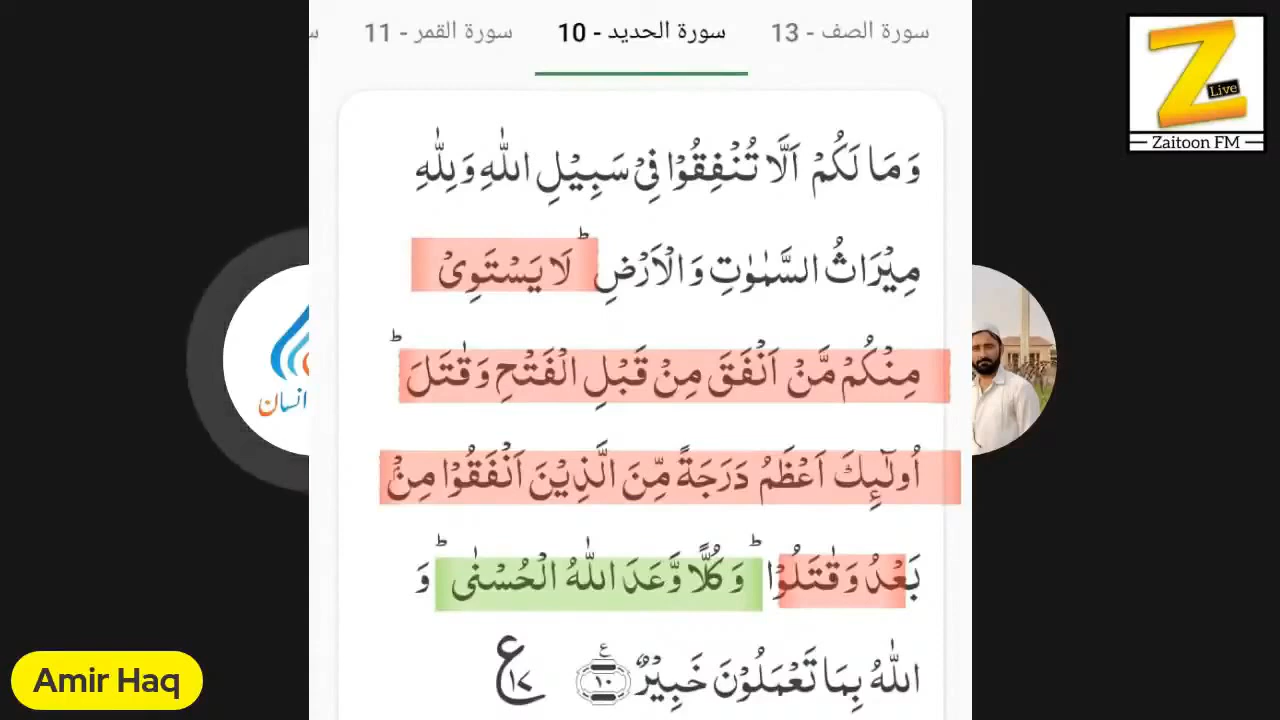 سورة الصف - 13
سورة الحديد - 10
سورة القمر - 11
وَمَا لَكُمْ اَلَّا تُنْفِقُوْا فِيْ سَبِيْلِ اللّٰهِ وَلِلّٰهِ
مِيْرَاثُ السَّمٰوٰتِ وَالْاَرْضِ ؕ لَا يَسْتَوِيْ
مِنْكُمْ مَّنْ اَنْفَقَ مِنْ قَبْلِ الْفَتْحِ وَقٰتَلَ ؕ
اُولٰٓئِكَ اَعْظَمُ دَرَجَةً مِّنَ الَّذِيْنَ اَنْفَقُوْا مِنْۢ
بَعْدُ وَقٰتَلُوْا ؕ وَكُلًّا وَّعَدَ اللّٰهُ الْحُسْنٰى ؕ وَ
اللّٰهُ بِمَا تَعْمَلُوْنَ خَبِيْرٌ ۧ ١٠
ع ١٧
Z
Live
Zaitoon FM
انسان
Amir Haq